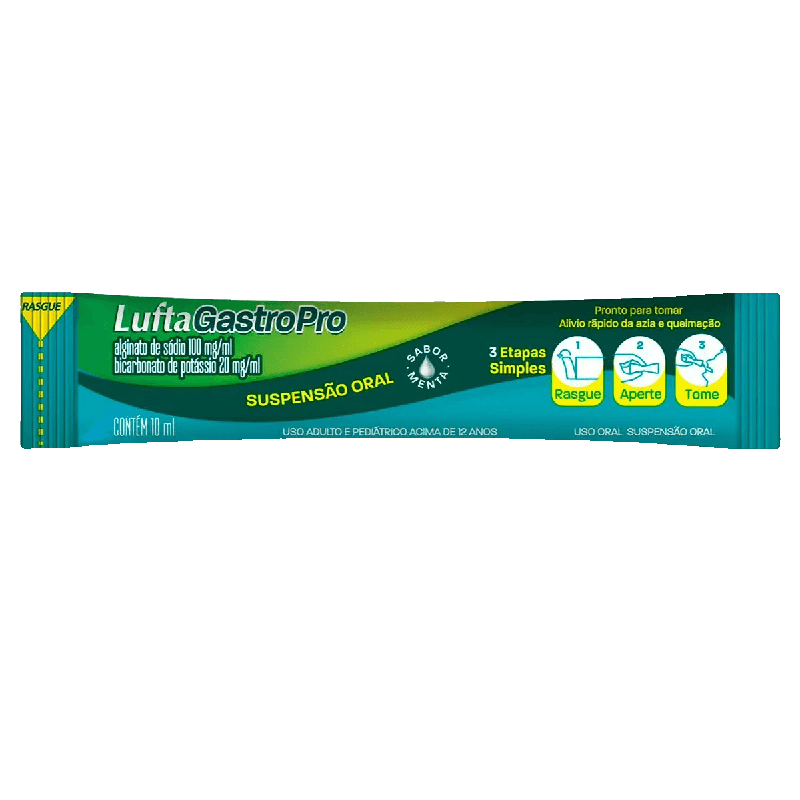 RASGUE
LuftaGastroPro
alginato de sódio 100 mg/ml
bicarbonato de potássio 20 mg/ml
SUSPENSÃO ORAL
SABOR MENTA
CONTÉM 10 ml
USO ADULTO E PEDIÁTRICO ACIMA DE 12 ANOS
Pronto para tomar
Alívio rápido da azia e queimação
3 Etapas
Simples
1
Rasgue
2
Aperte
3
Tome
USO ORAL SUSPENSÃO ORAL